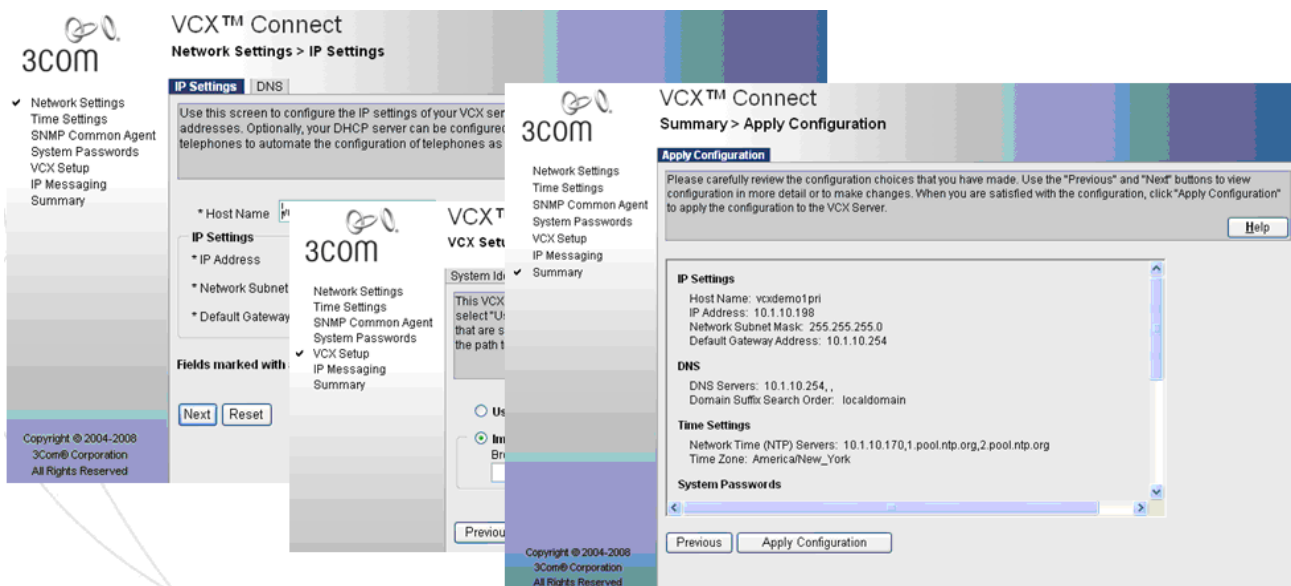 3COM
VCX™ Connect
Network Settings > IP Settings
Network Settings
Time Settings
SNMP Common Agent
System Passwords
VCX Setup
IP Messaging
Summary
IP Settings DNS
Use this screen to configure the IP settings of your VCX
addresses. Optionally, your DHCP server can be configured
telephones to automate the configuration of telephones as
* Host Name
IP Settings
* IP Address
* Network Subnet
* Default Gateway
Fields marked with
Next Reset
Copyright © 2004-2008
3Com® Corporation
All Rights Reserved
3COM
VCX
VCX
Network Settings
Time Settings
SNMP Common Agent
System Passwords
VCX Setup
IP Messaging
Summary
System
This VCX
that are
the path
3COM
VCX™ Connect
Summary > Apply Configuration
Network Settings
Time Settings
SNMP Common Agent
System Passwords
VCX Setup
IP Messaging
Summary
Apply Configuration
Please carefully review the configuration choices that you have made. Use the "Previous" and "Next" buttons to view
configuration in more detail or to make changes. When you are satisfied with the configuration, click "Apply Configuration"
to apply the configuration to the VCX Server.
Help
IP Settings
Host Name: vcxdemo1pri
IP Address: 10.1.10.198
Network Subnet Mask: 255.255.255.0
Default Gateway Address: 10.1.10.254
DNS
DNS Servers: 10.1.10.254, ,
Domain Suffix Search Order: localdomain
Time Settings
Network Time (NTP) Servers: 10.1.10.170,1.pool.ntp.org,2.pool.ntp.org
Time Zone: America/New_York
System Passwords
Previous Apply Configuration
Copyright © 2004-2008
3Com® Corporation
All Rights Reserved